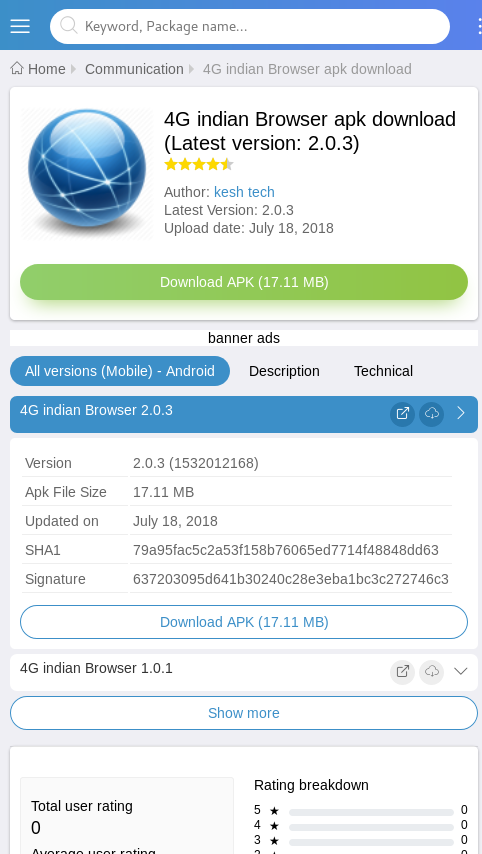 Keyword, Package name...
Home Communication 4G indian Browser apk download
4G indian Browser apk download
(Latest version: 2.0.3)
Author: kesh tech
Latest Version: 2.0.3
Upload date: July 18, 2018
Download APK (17.11 MB)
banner ads
All versions (Mobile) - Android Description Technical
4G indian Browser 2.0.3
Version 2.0.3 (1532012168)
Apk File Size 17.11 MB
Updated on July 18, 2018
SHA1 79a95fac5c2a53f158b76065ed7714f48848dd63
Signature 637203095d641b30240c28e3eba1bc3c272746c3
Download APK (17.11 MB)
4G indian Browser 1.0.1
Show more
Rating breakdown
Total user rating
0
Average user rating
5 ★ 0
4 ★ 0
3 ★ 0